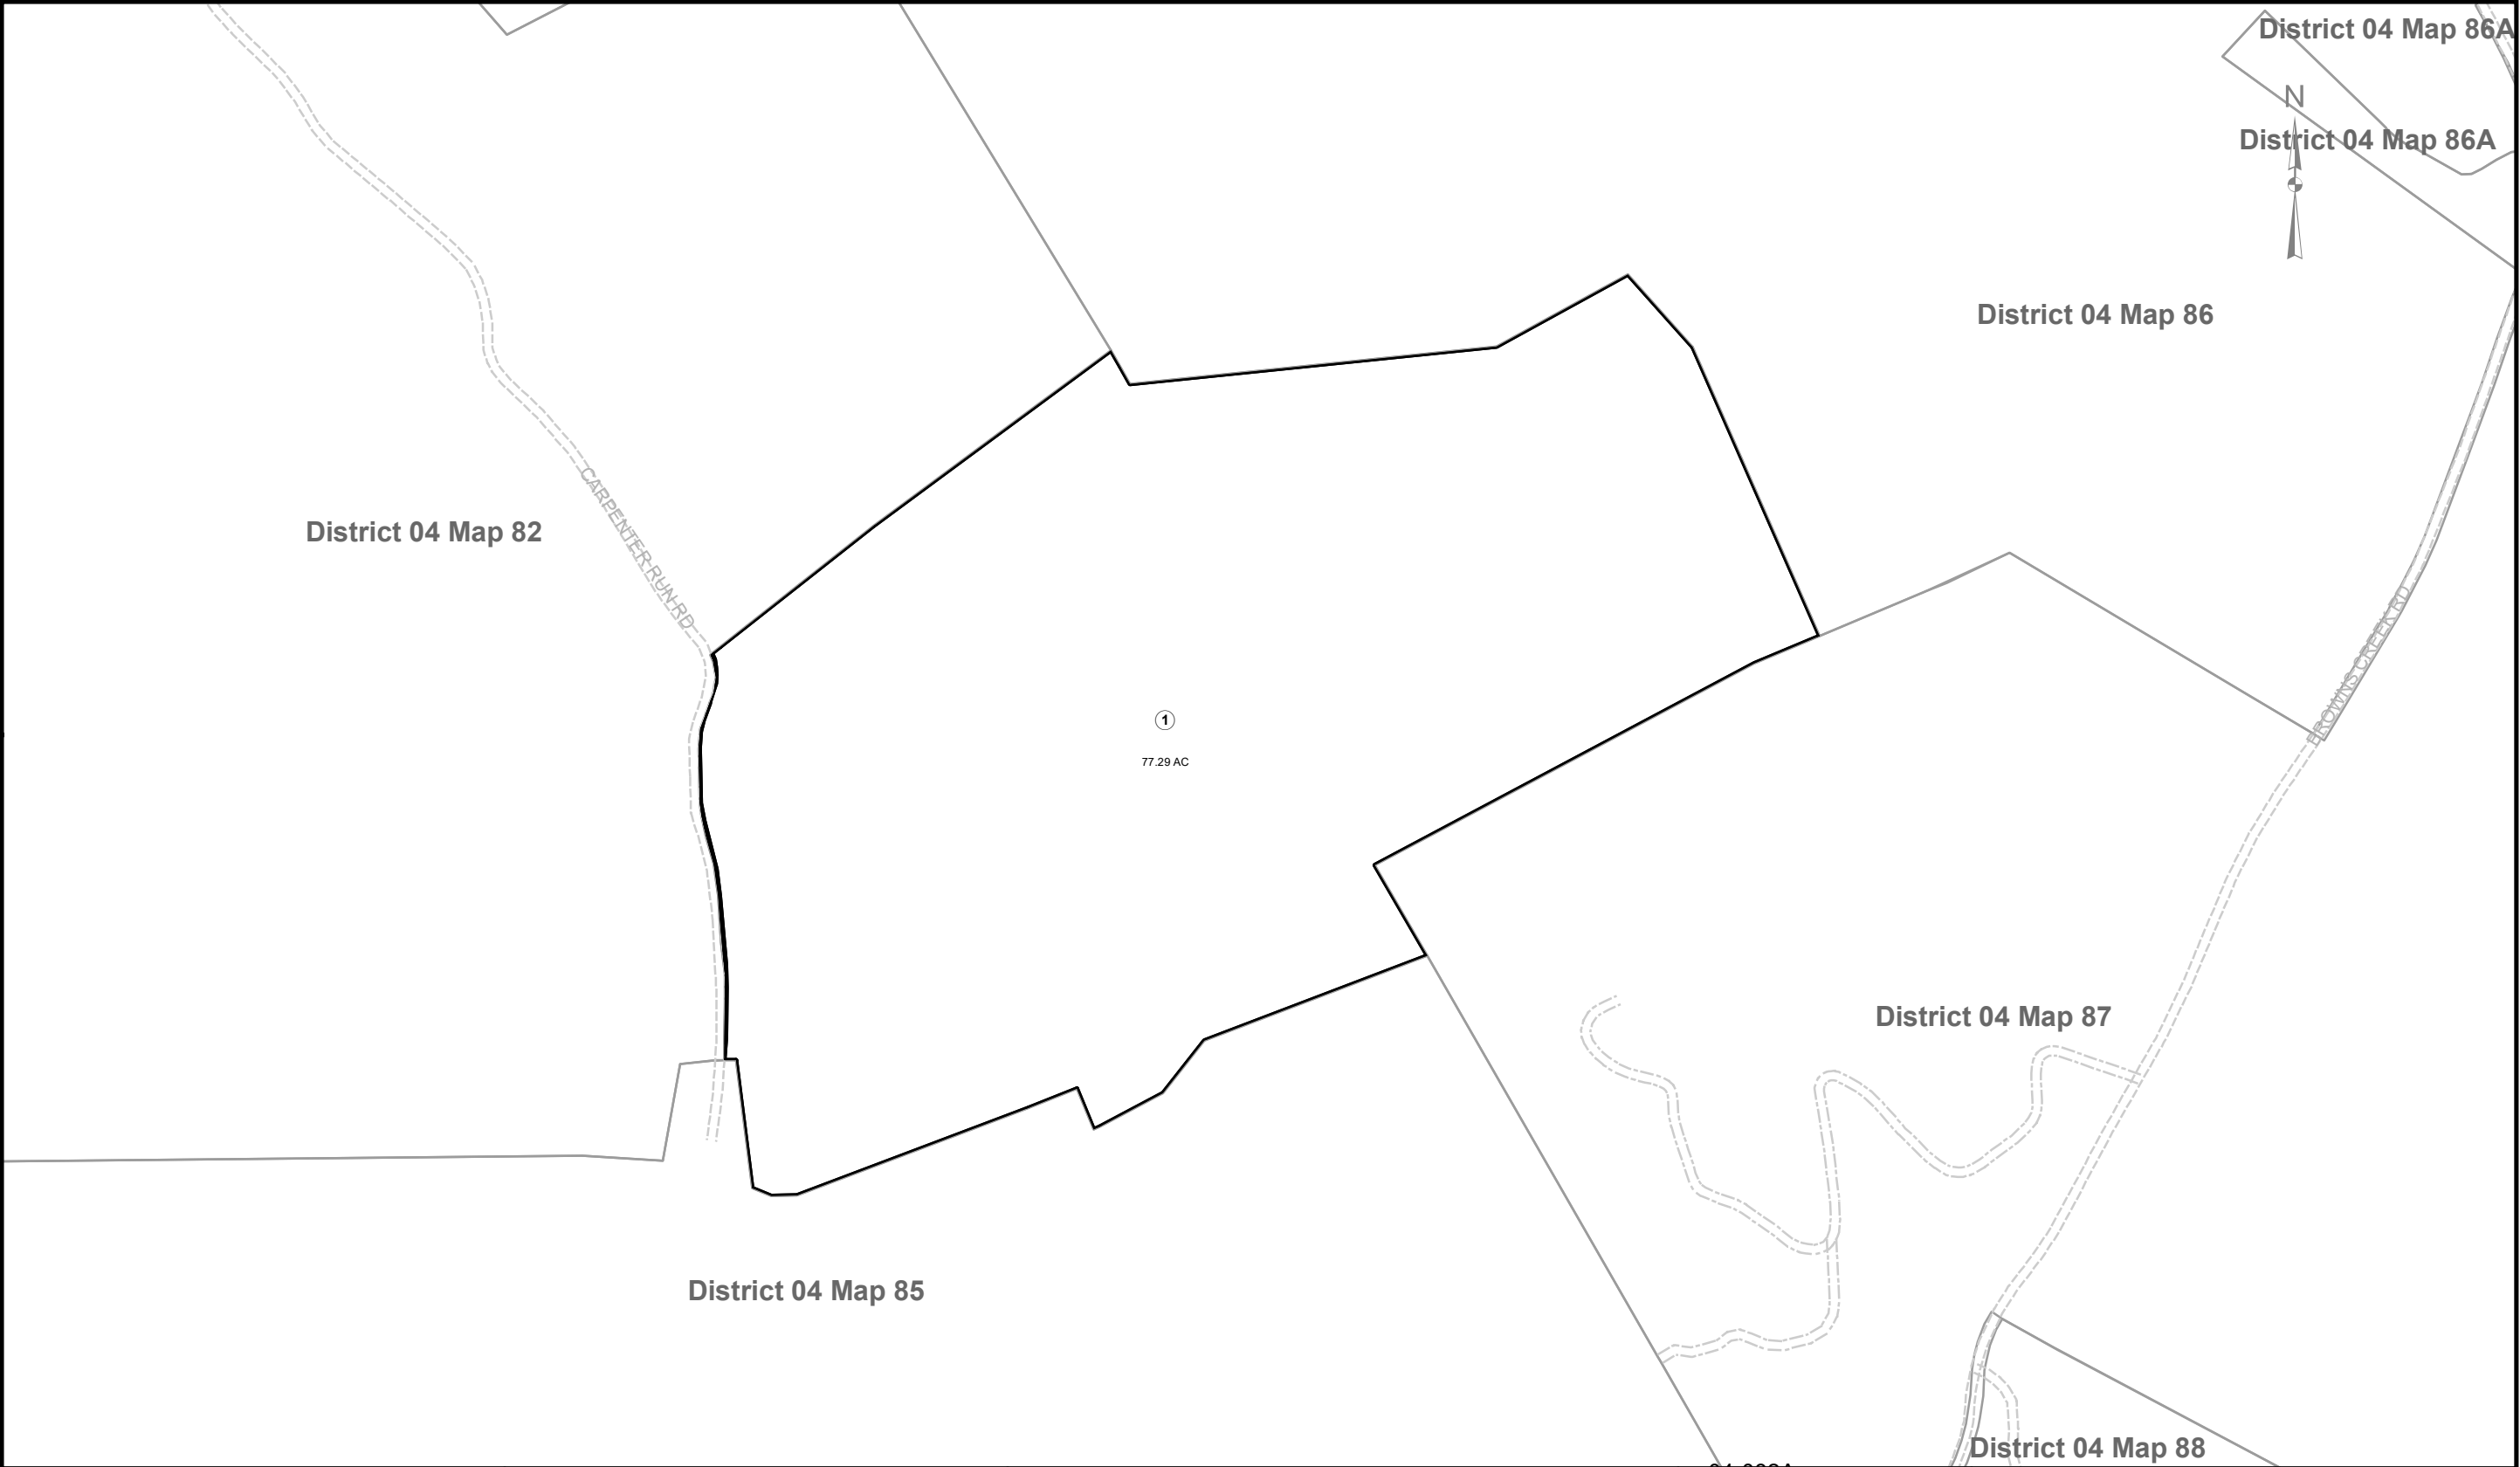 District 04 Map 86A
N
District 04 Map 86A
District 04 Map 86
CARPENTER RUN RD
District 04 Map 82
BROWNS CREEK RD
1
77.29 AC
District 04 Map 87
District 04 Map 85
District 04 Map 88